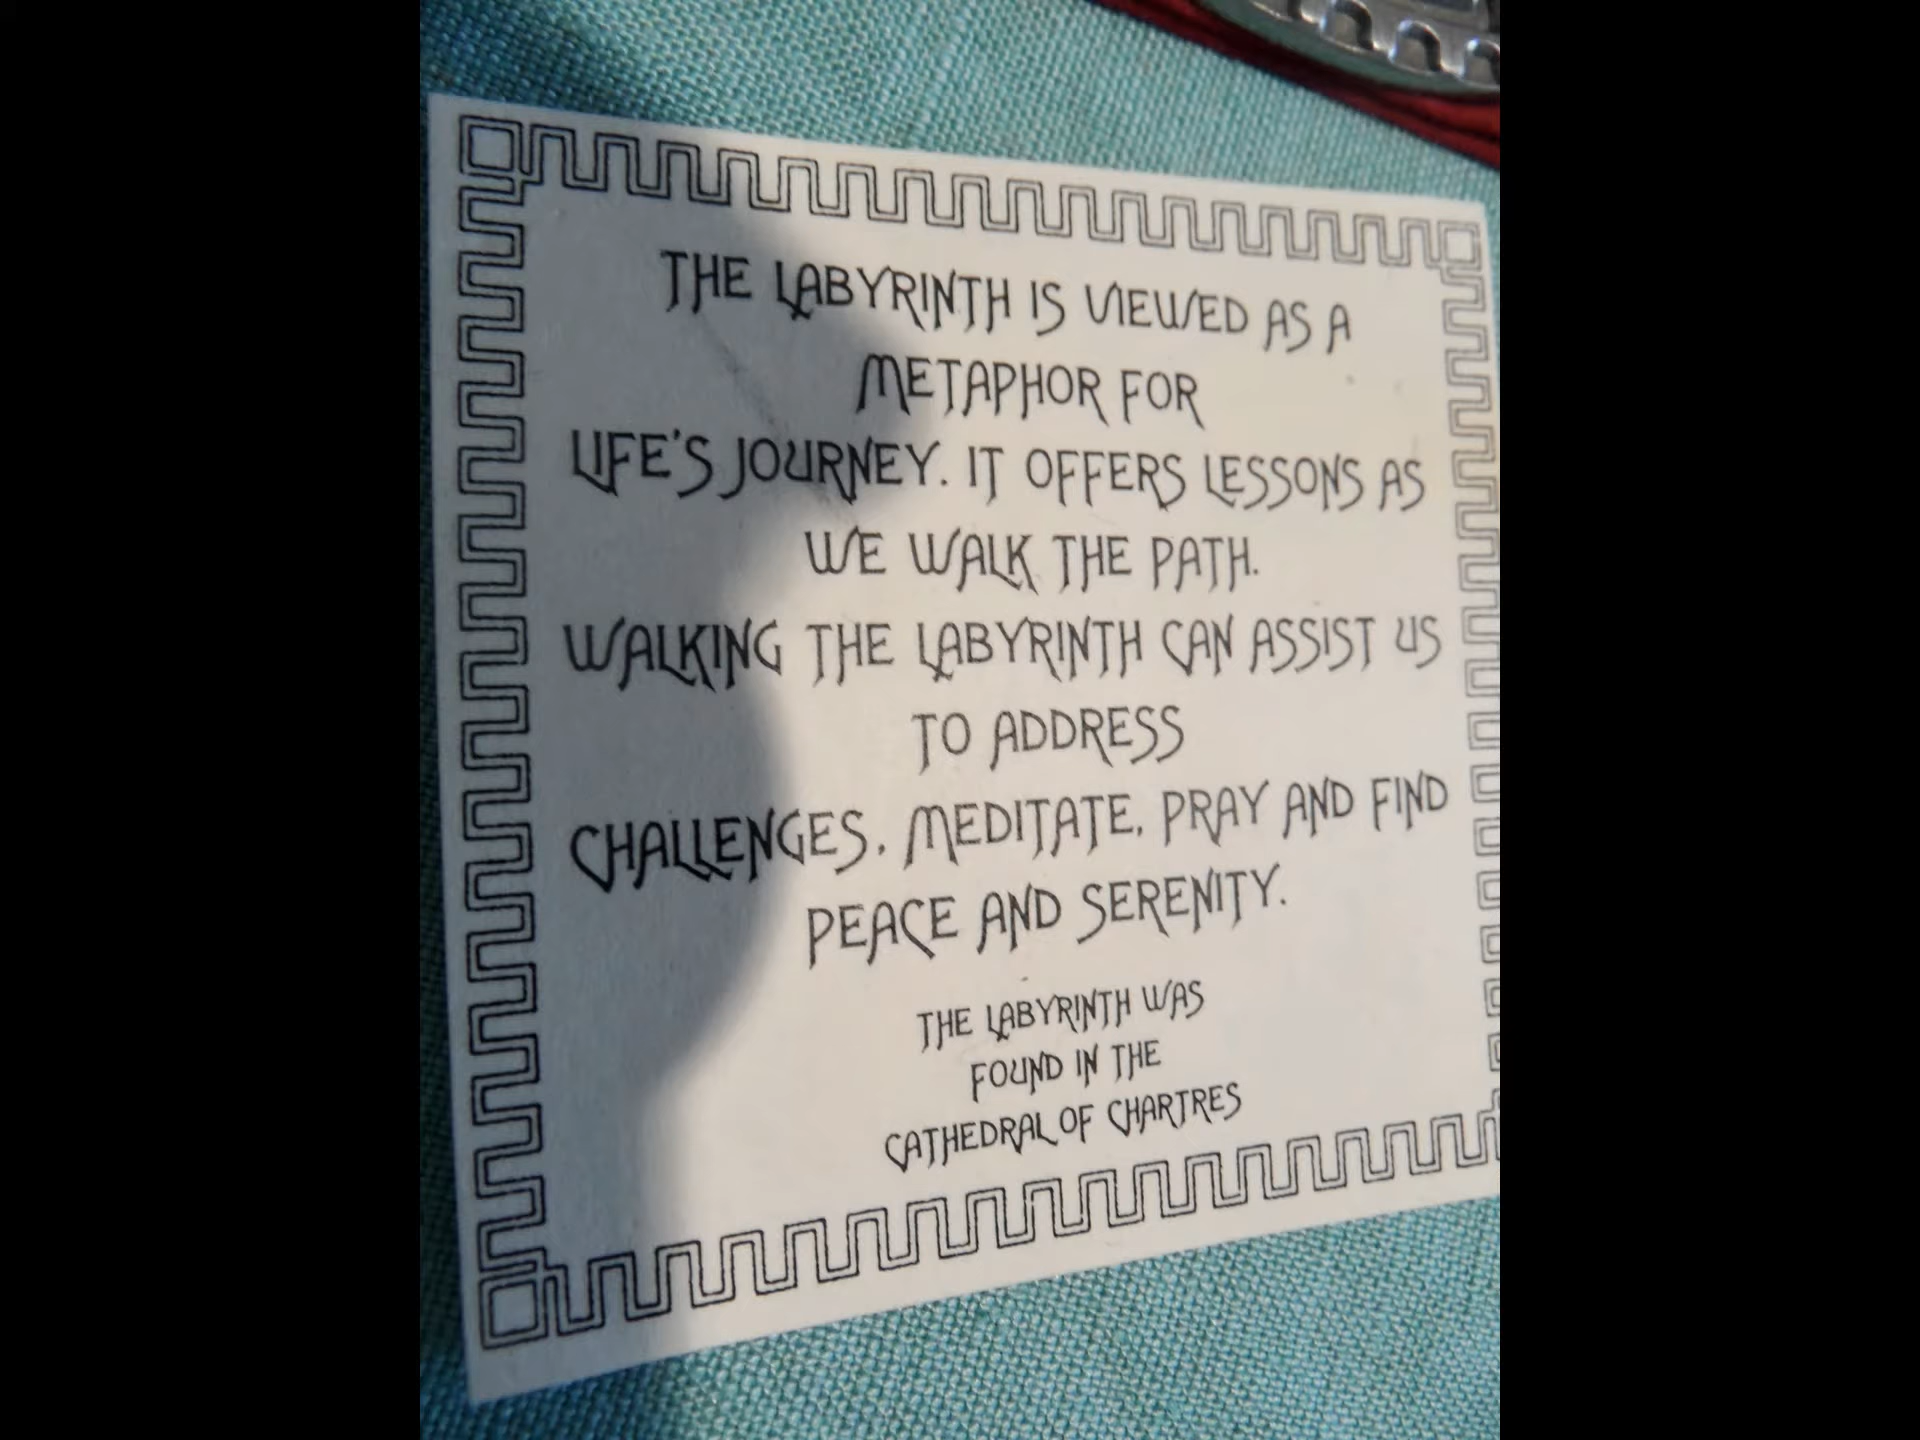 THE LABYRINTH IS VIEWED AS A
METAPHOR FOR
LIFE'S JOURNEY. IT OFFERS LESSONS AS
WE WALK THE PATH.
WALKING THE LABYRINTH CAN ASSIST US
TO ADDRESS
CHALLENGES, MEDITATE, PRAY AND FIND
PEACE AND SERENITY.
THE LABYRINTH WAS
FOUND IN THE
CATHEDRAL OF CHARTRES